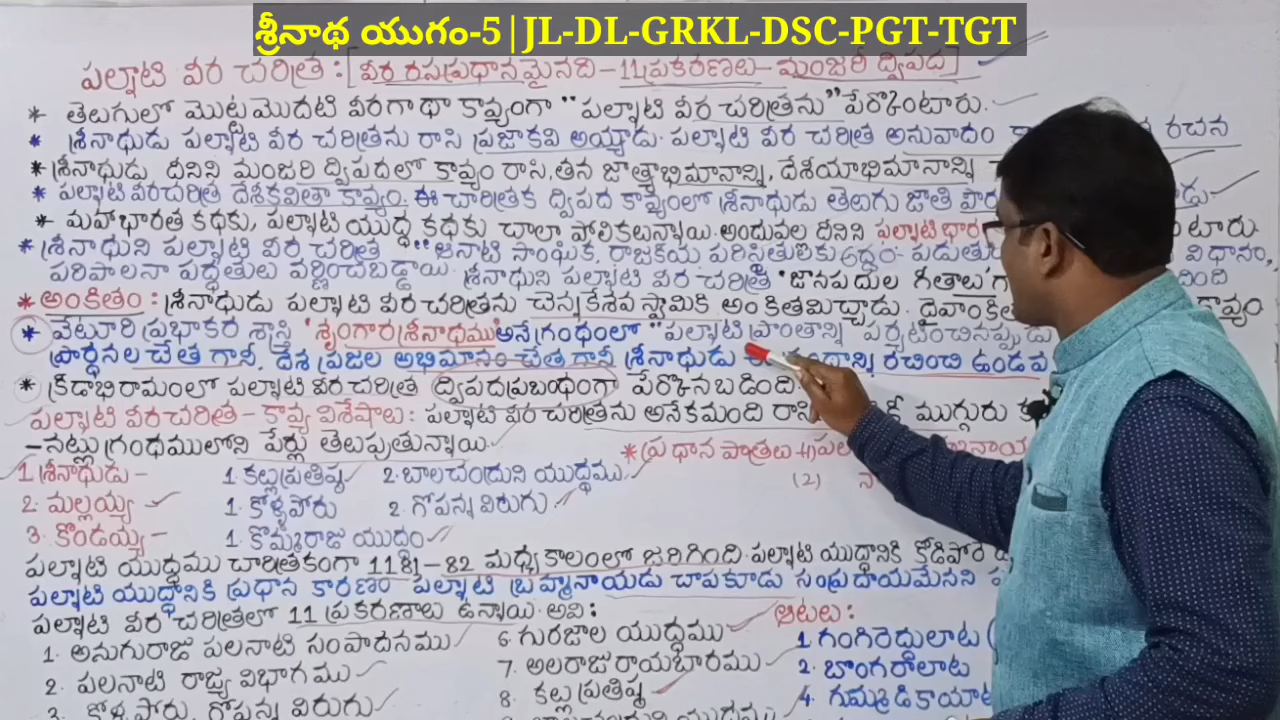 శ్రీనాథ యుగం-5|JL-DL-GRKL-DSC-PGT-TGT
పల్నాటి వీర చరిత్ర : [వీర రసప్రధానమైనది - 11 ప్రకరణాలు - మంజరీ ద్విపద]
* తెలుగులో మొట్టమొదటి వీరగాథా కావ్యంగా "పల్నాటి వీర చరిత్రను" పేర్కొంటారు.
* శ్రీనాథుడు పల్నాటి వీర చరిత్రను రాసి ప్రజాకవి అయ్యాడు. పల్నాటి వీర చరిత్ర అనువాదం రచన
* శ్రీనాథుడు, దీనిని మంజరి ద్విపదలో కావ్యం రాసి, తన జాత్యాభిమానాన్ని, దేశీయాభిమానాన్ని
* పల్నాటి వీరచరిత్ర దేశీకవితా కావ్యం. ఈ చారిత్రక ద్విపద కావ్యంలో శ్రీనాథుడు తెలుగు జాతి
* మహాభారత కథకు, పల్నాటి యుద్ధ కథకు చాలా పోలికలున్నాయి. అందువల్ల దీనిని
* శ్రీనాథుని పల్నాటి వీర చరిత్ర "ఆనాటి సాంఘిక, రాజకీయ పరిస్థితులకు అద్దం పడుతు విధానం,
పరిపాలనా పద్ధతులు వర్ణించబడ్డాయి. శ్రీనాథుని పల్నాటి వీర చరిత్ర "జానపదుల గీతాలు
* అంకితం : శ్రీనాథుడు పల్నాటి వీర చరిత్రను చెన్నకేశవ స్వామికి అంకితమిచ్చాడు. కావ్యం
* వేటూరి ప్రభాకర శాస్త్రి 'శృంగార శ్రీనాథము' అనే గ్రంథంలో "పల్నాటి ప్రాంతాన్ని పర్యటించినప్పుడు
ప్రార్థనల చేత గానీ, దేశ ప్రజల అభిమానం చేత గానీ శ్రీనాథుడు రచించి ఉండవ
* క్రీడాభిరామంలో పల్నాటి వీర చరిత్ర ద్విపదప్రబంధంగా పేర్కొనబడింది
పల్నాటి వీరచరిత్ర - కావ్య విశేషాలు : పల్నాటి వీర చరిత్రను అనేకమంది ముగ్గురు
- నట్లు గ్రంథములోని పేర్లు తెలుపుతున్నాయి.
* ప్రధాన పాత్రలు
(2)
1 శ్రీనాథుడు - 1. కల్లు ప్రతిష్ఠ 2. బాలచంద్రుని యుద్ధము
2. మల్లయ్య 1. కోళ్ళపోరు 2. గోపన్న విరుగు
3. కొండయ్య - 1. కొమ్మరాజు యుద్ధం
పల్నాటి యుద్ధము చారిత్రకంగా 1181-82 మధ్య కాలంలో జరిగింది. పల్నాటి యుద్ధానికి కోడిపోరు
పల్నాటి యుద్ధానికి ప్రధాన కారణం పల్నాటి బ్రహ్మనాయుడు చాపకూడు సంప్రదాయమేనని
పల్నాటి వీర చరిత్రలో 11 ప్రకరణాలు ఉన్నాయి. అవి :
1. అనుగురాజు పలనాటి సంపాదనము
2. పలనాటి రాజ్య విభాగము
3. కోళ్ళపోరు, గోపన్న విరుగు
6. గురజాల యుద్ధము
7. అలరాజు రాయబారము
8. కల్లు ప్రతిష్ఠ
ఆటలు :
1. గంగిరెద్దులాట
2. బొంగరాలాట
4. గుమ్మడికాయాట